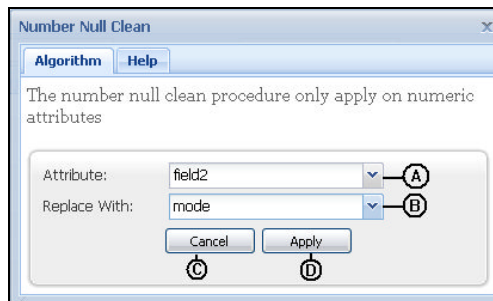 Number Null Clean x
Algorithm Help
The number null clean procedure only apply on numeric
attributes
Attribute: field2 A
Replace With: mode B
Cancel Apply
C D